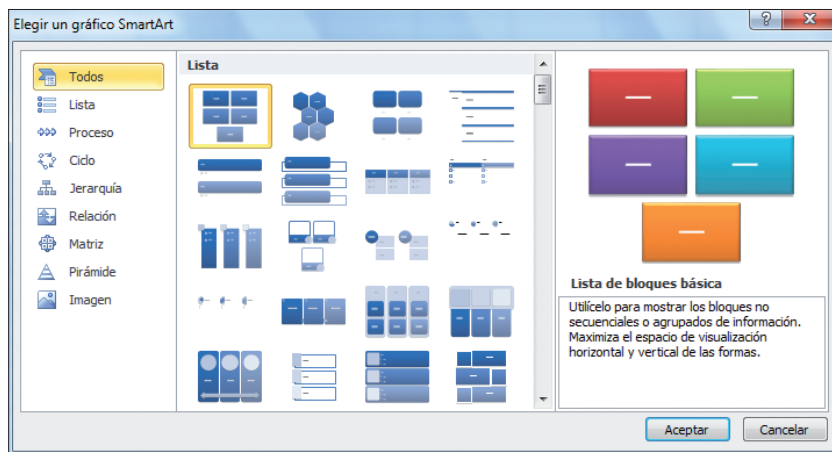 Elegir un gráfico SmartArt
Todos
Lista
Proceso
Ciclo
Jerarquía
Relación
Matriz
Pirámide
Imagen
Lista
Lista de bloques básica
Utilícelo para mostrar los bloques no
secuenciales o agrupados de información.
Maximiza el espacio de visualización
horizontal y vertical de las formas.
Aceptar
Cancelar